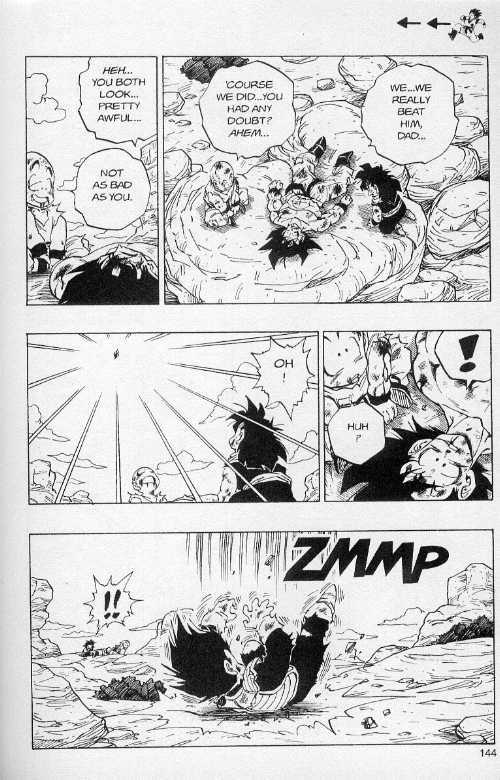 WE...WE
REALLY
BEAT
HIM,
DAD...
'COURSE
WE DID...YOU
HAD ANY
DOUBT?
AHEM...
HEH...
YOU BOTH
LOOK...
PRETTY
AWFUL...
NOT
AS BAD
AS YOU.
!
HUH
?
OH
!
ZMMP
!!
144